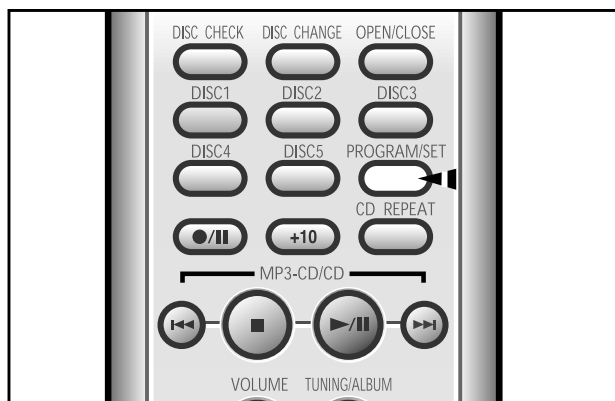 DISC CHECK DISC CHANGE OPEN/CLOSE
DISC1 DISC2 DISC3
DISC4 DISC5 PROGRAM/SET
CD REPEAT
+10
MP3-CD/CD
VOLUME TUNING/ALBUM